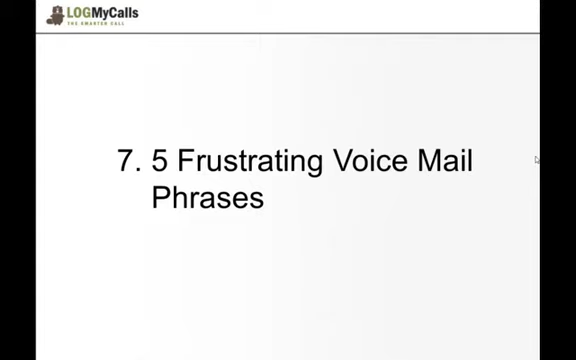 LOGMyCalls
THE SMARTER CALL
7. 5 Frustrating Voice Mail
Phrases